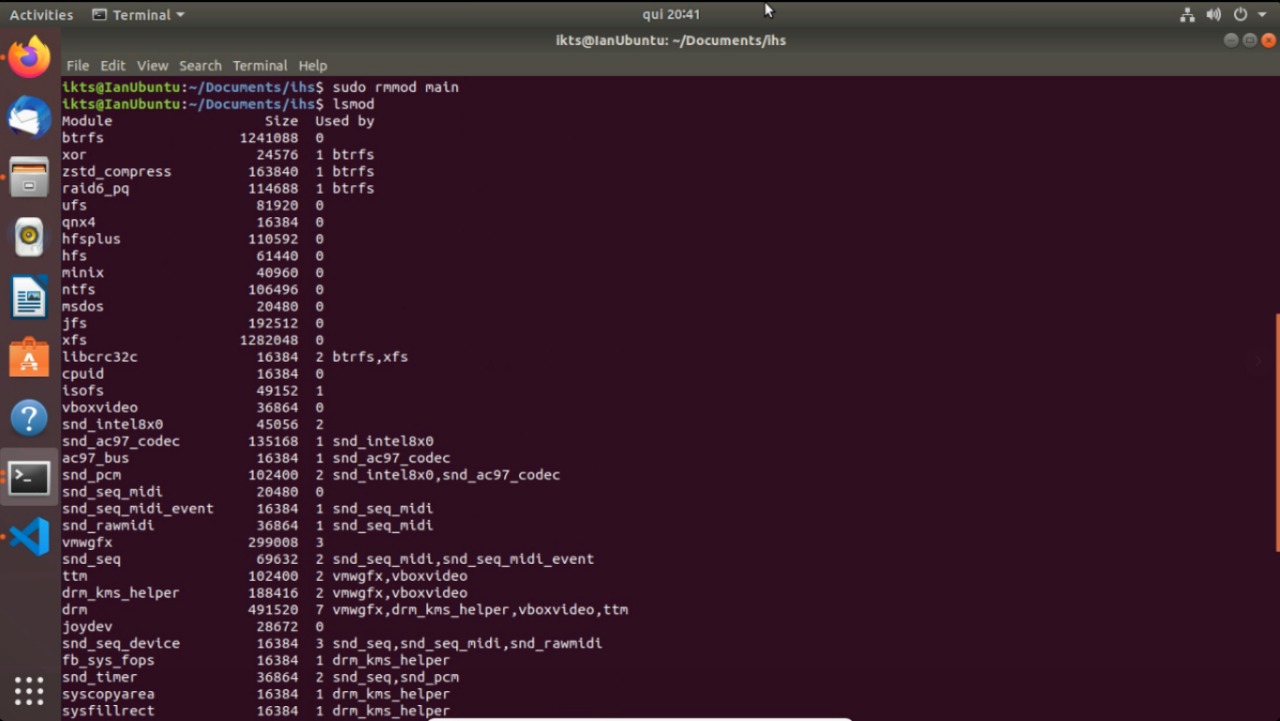 Activities Terminal qui 20:41
ikts@IanUbuntu: ~/Documents/ihs
File Edit View Search Terminal Help
ikts@IanUbuntu:~/Documents/ihs$ sudo rmmod main
ikts@IanUbuntu:~/Documents/ihs$ lsmod
Module Size Used by
btrfs 1241088 0
xor 24576 1 btrfs
zstd_compress 163840 1 btrfs
raid6_pq 114688 1 btrfs
ufs 81920 0
qnx4 16384 0
hfsplus 110592 0
hfs 61440 0
minix 40960 0
ntfs 106496 0
msdos 20480 0
jfs 192512 0
xfs 1282048 0
libcrc32c 16384 2 btrfs,xfs
cpuid 16384 0
isofs 49152 1
vboxvideo 36864 0
snd_intel8x0 45056 2
snd_ac97_codec 135168 1 snd_intel8x0
ac97_bus 16384 1 snd_ac97_codec
snd_pcm 102400 2 snd_intel8x0,snd_ac97_codec
snd_seq_midi 20480 0
snd_seq_midi_event 16384 1 snd_seq_midi
snd_rawmidi 36864 1 snd_seq_midi
vmwgfx 299008 3
snd_seq 69632 2 snd_seq_midi,snd_seq_midi_event
ttm 102400 2 vmwgfx,vboxvideo
drm_kms_helper 188416 2 vmwgfx,vboxvideo
drm 491520 7 vmwgfx,drm_kms_helper,vboxvideo,ttm
joydev 28672 0
snd_seq_device 16384 3 snd_seq,snd_seq_midi,snd_rawmidi
fb_sys_fops 16384 1 drm_kms_helper
snd_timer 36864 2 snd_seq,snd_pcm
syscopyarea 16384 1 drm_kms_helper
sysfillrect 16384 1 drm_kms_helper